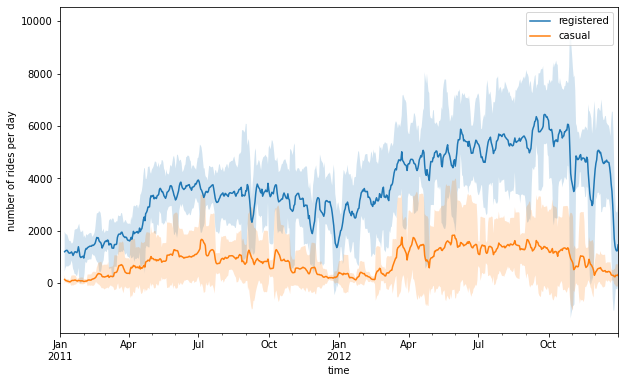 registered
casual
number of rides per day
10000
8000
6000
4000
2000
0
Jan Apr Jul Oct Jan Apr Jul Oct
2011 2012
time